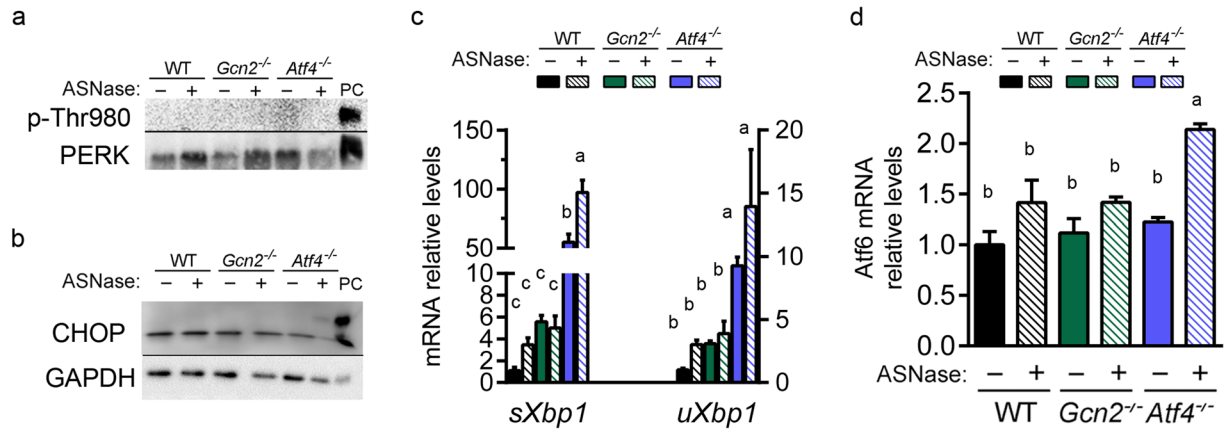 a
WT Gcn2-/- Atf4-/-
ASNase: – + – + – + PC
p-Thr980
PERK
b
WT Gcn2-/- Atf4-/-
ASNase: – + – + – + PC
CHOP
GAPDH
c
WT Gcn2-/- Atf4-/-
ASNase: – + – + – +
mRNA relative levels
150
100
50
10
8
6
4
2
0
20
15
10
5
0
c c c c b a
b b b b a a
sXbp1 uXbp1
d
WT Gcn2-/- Atf4-/-
ASNase: – + – + – +
Atf6 mRNA
relative levels
2.5
2.0
1.5
1.0
0.5
0.0
b b b b b a
ASNase: – + – + – +
WT Gcn2-/- Atf4-/-